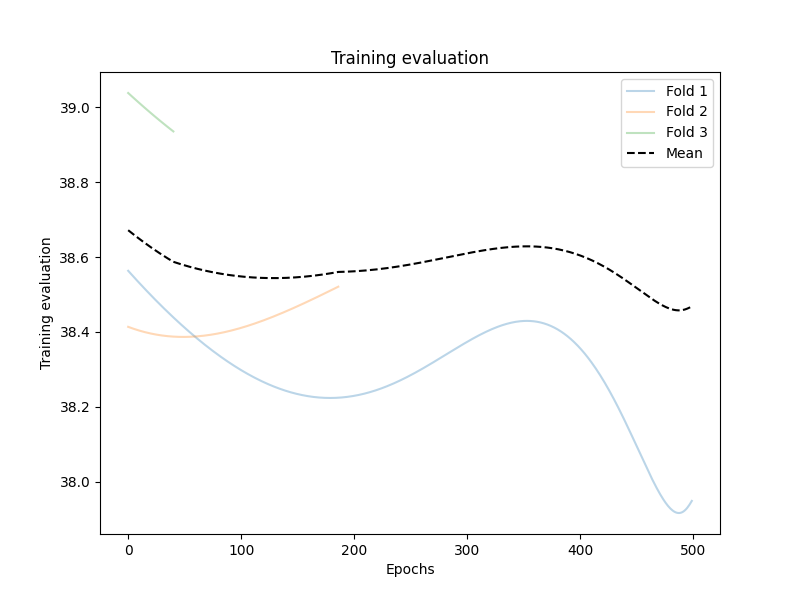 Training evaluation
Fold 1
Fold 2
Fold 3
Mean
Training evaluation
39.0
38.8
38.6
38.4
38.2
38.0
0 100 200 300 400 500
Epochs